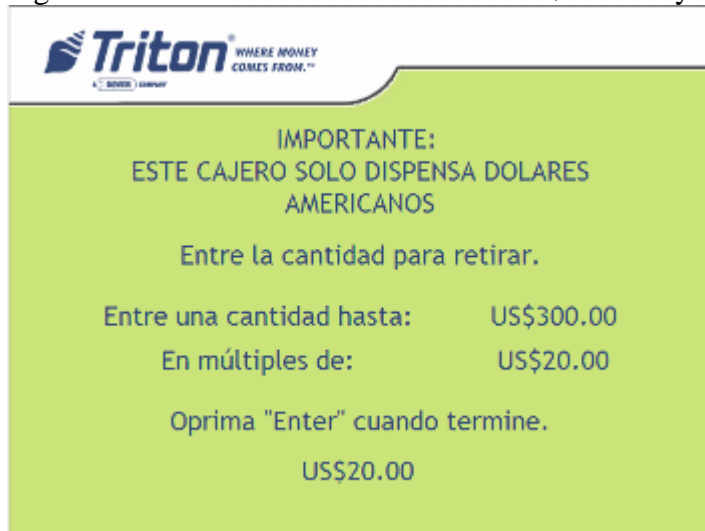 Triton® WHERE MONEY
COMES FROM.™
A DOVER COMPANY
IMPORTANTE:
ESTE CAJERO SOLO DISPENSA DOLARES
AMERICANOS
Entre la cantidad para retirar.
Entre una cantidad hasta: US$300.00
En múltiples de: US$20.00
Oprima "Enter" cuando termine.
US$20.00